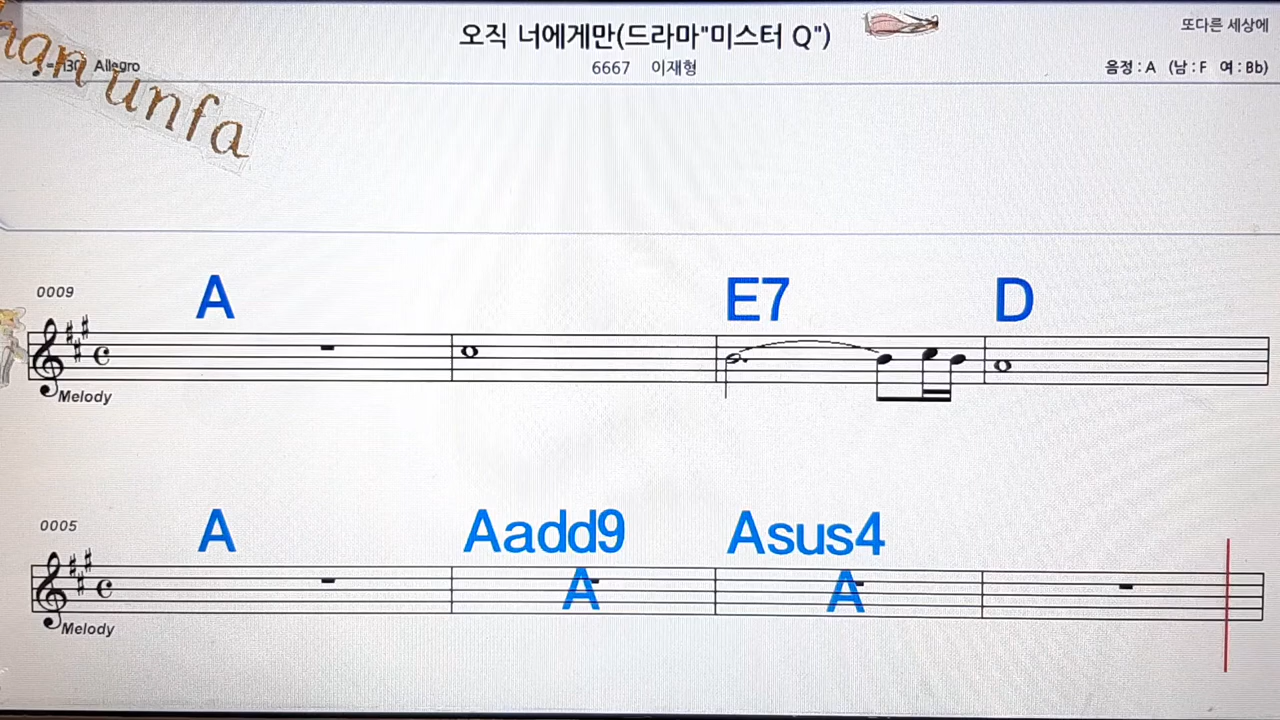 오직 너에게만(드라마"미스터 Q")
또다른 세상에
6667 이재형
Allegro
음정 : A (남 : F 여 : Bb)
unfa
0009
A
E7
D
Melody
0005
A
Aadd9
A
Asus4
A
Melody